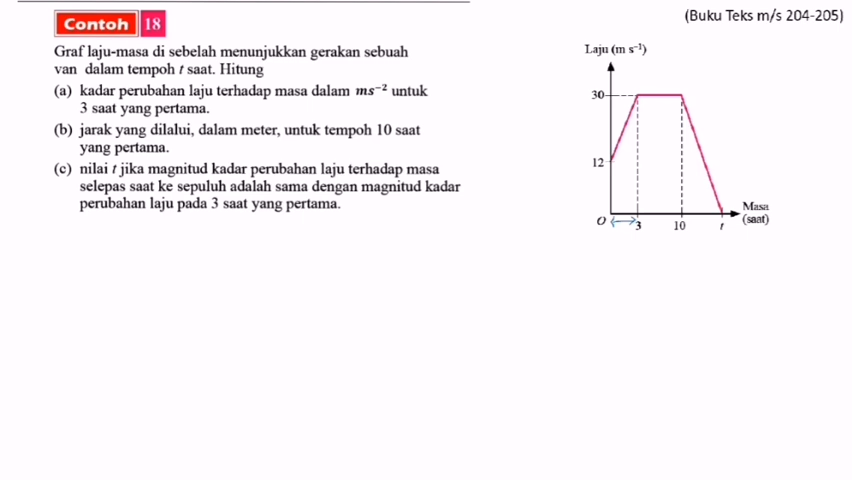 (Buku Teks m/s 204-205)
Contoh 18
Graf laju-masa di sebelah menunjukkan gerakan sebuah
van dalam tempoh t saat. Hitung
(a) kadar perubahan laju terhadap masa dalam ms⁻² untuk
3 saat yang pertama.
(b) jarak yang dilalui, dalam meter, untuk tempoh 10 saat
yang pertama.
(c) nilai t jika magnitud kadar perubahan laju terhadap masa
selepas saat ke sepuluh adalah sama dengan magnitud kadar
perubahan laju pada 3 saat yang pertama.
Laju (m s⁻¹)
30
12
O 3 10 t
Masa
(saat)